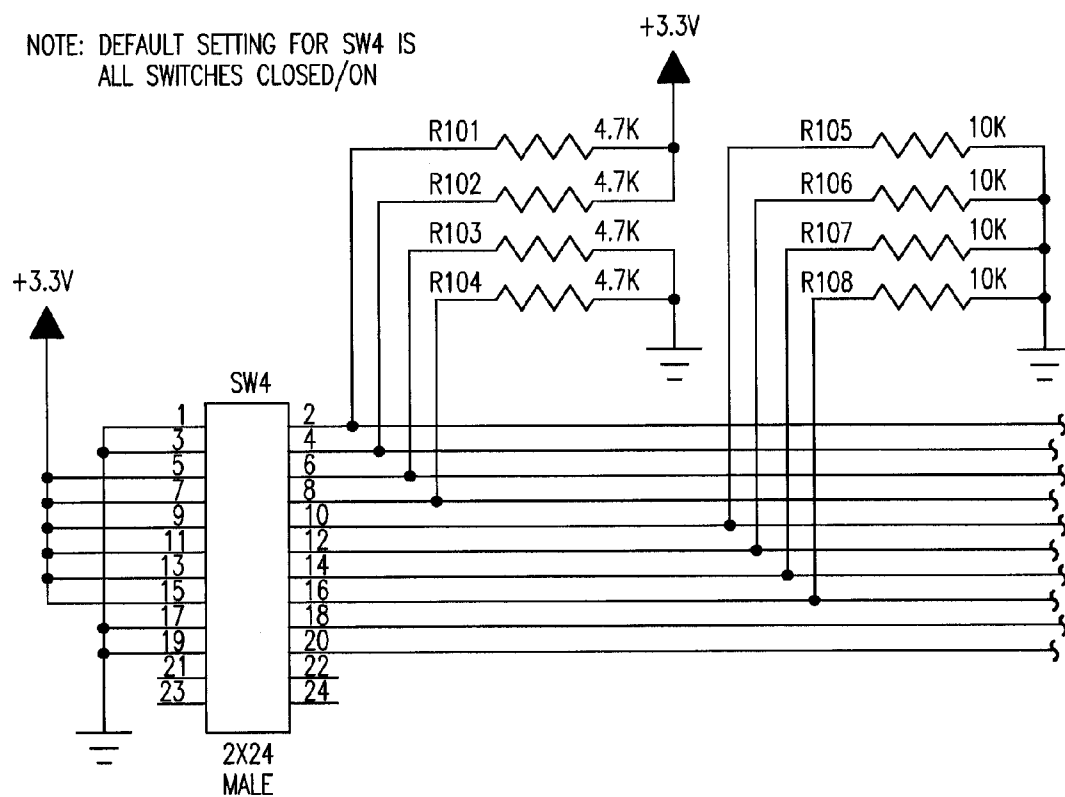 +3.3V
NOTE: DEFAULT SETTING FOR SW4 IS
ALL SWITCHES CLOSED/ON
R101 4.7K
R102 4.7K
R103 4.7K
R104 4.7K
R105 10K
R106 10K
R107 10K
R108 10K
+3.3V
SW4
1 2
3 4
5 6
7 8
9 10
11 12
13 14
15 16
17 18
19 20
21 22
23 24
2X24
MALE